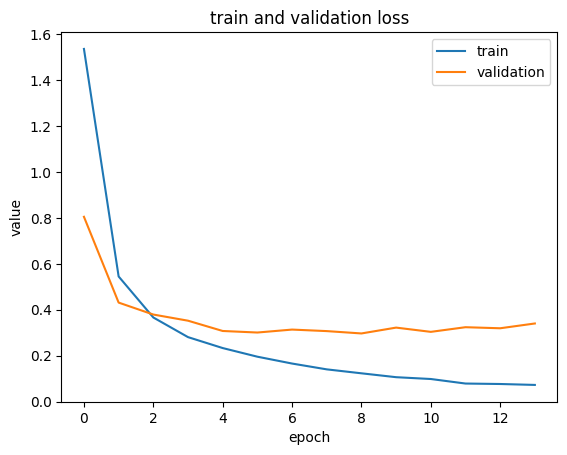 train and validation loss
1.6
1.4
1.2
1.0
0.8
0.6
0.4
0.2
0.0
value
train
validation
0 2 4 6 8 10 12
epoch